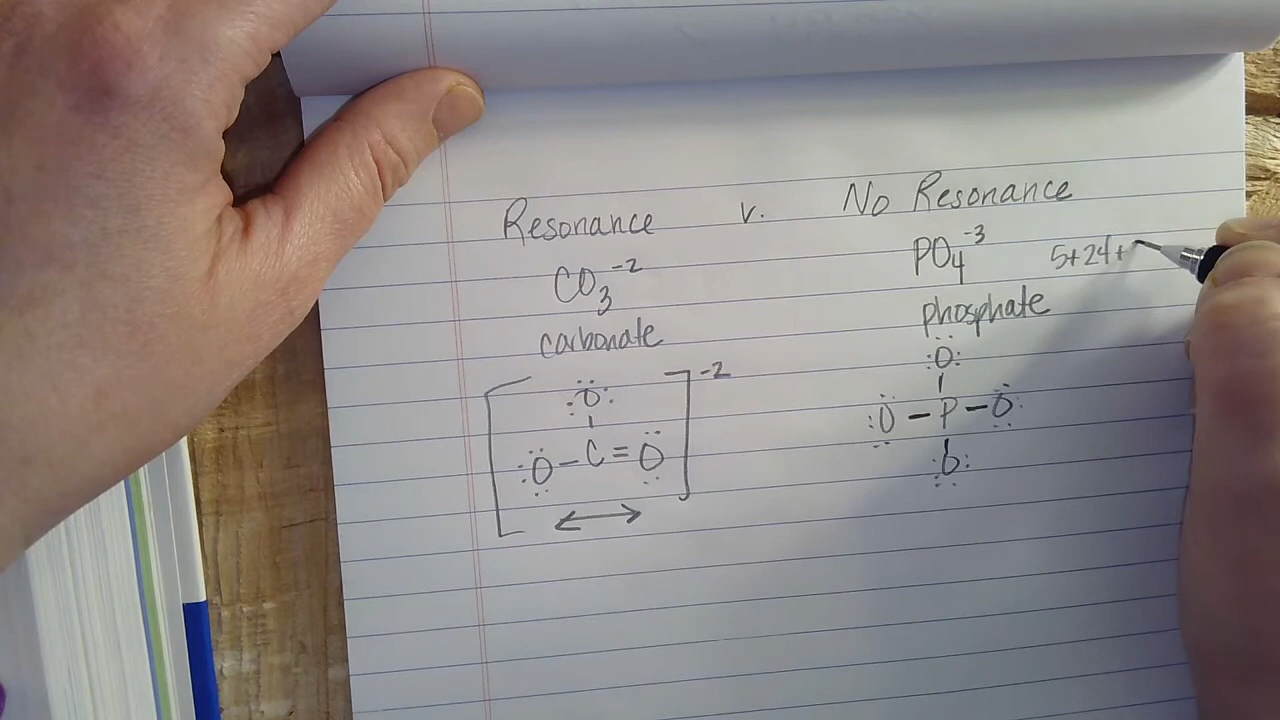 Resonance v. No Resonance
CO₃⁻² PO₄⁻³ 5+24+
carbonate phosphate
:Ö: :Ö:
| |
:Ö–C=Ö -2 :Ö–P–Ö:
|
:O:
↔